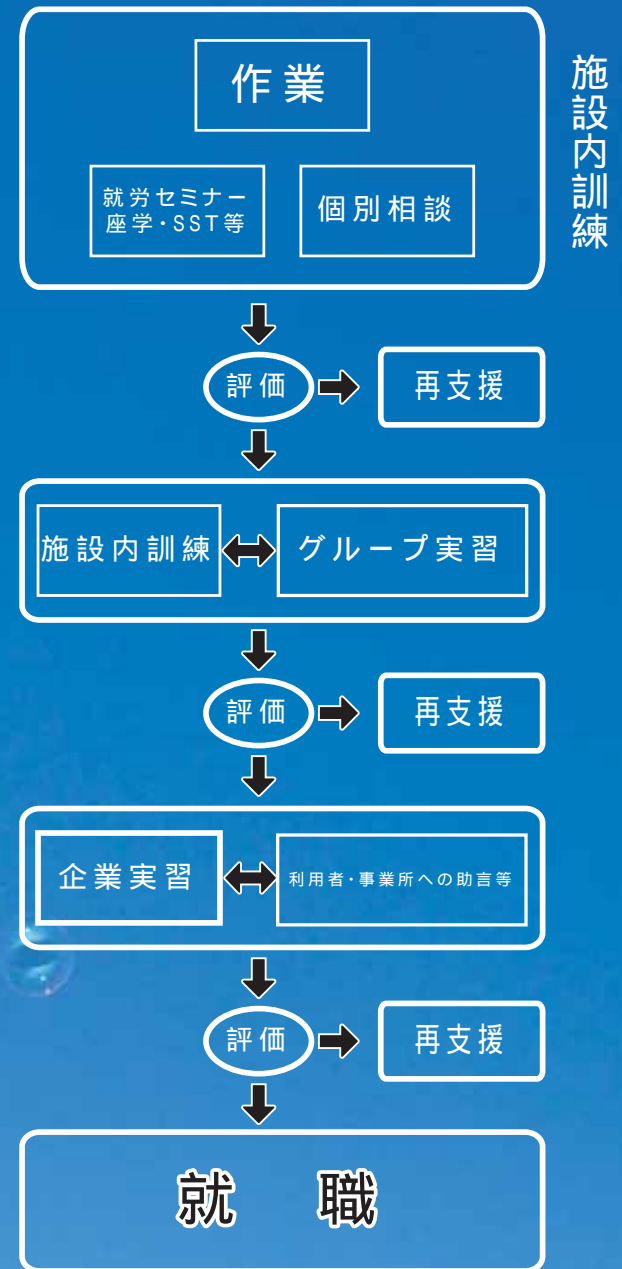 施設内訓練
作業
就労セミナー
座学・SST等
個別相談
評価
再支援
施設内訓練
グループ実習
評価
再支援
企業実習
利用者・事業所への助言等
評価
再支援
就職